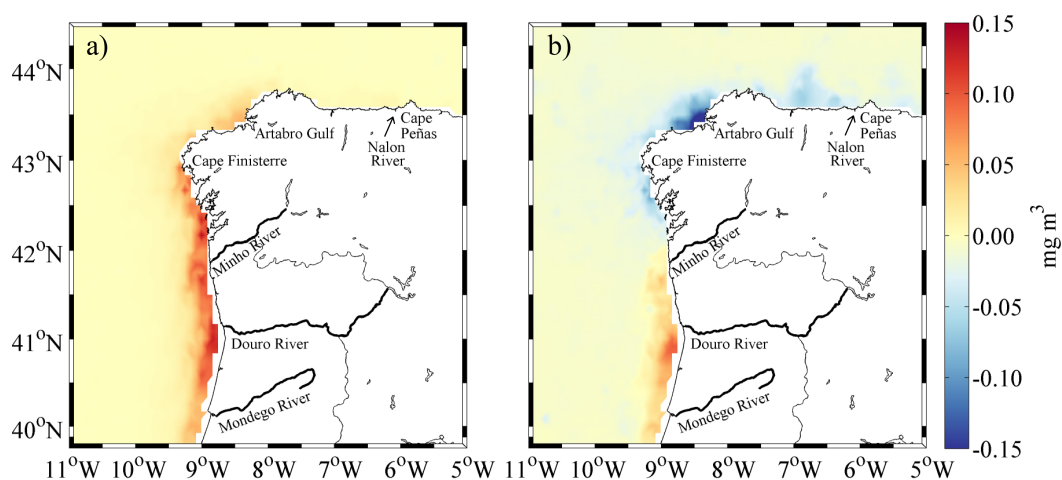 a)
b)
44°N
43°N
42°N
41°N
40°N
Cape
Peñas
Artabro Gulf
Nalon
River
Cape Finisterre
Minho River
Douro River
Mondego River
11°W 10°W 9°W 8°W 7°W 6°W 5°W
Cape
Peñas
Artabro Gulf
Nalon
River
Cape Finisterre
Minho River
Douro River
Mondego River
11°W 10°W 9°W 8°W 7°W 6°W 5°W
0.15
0.10
0.05
0.00
-0.05
-0.10
-0.15
mg m³